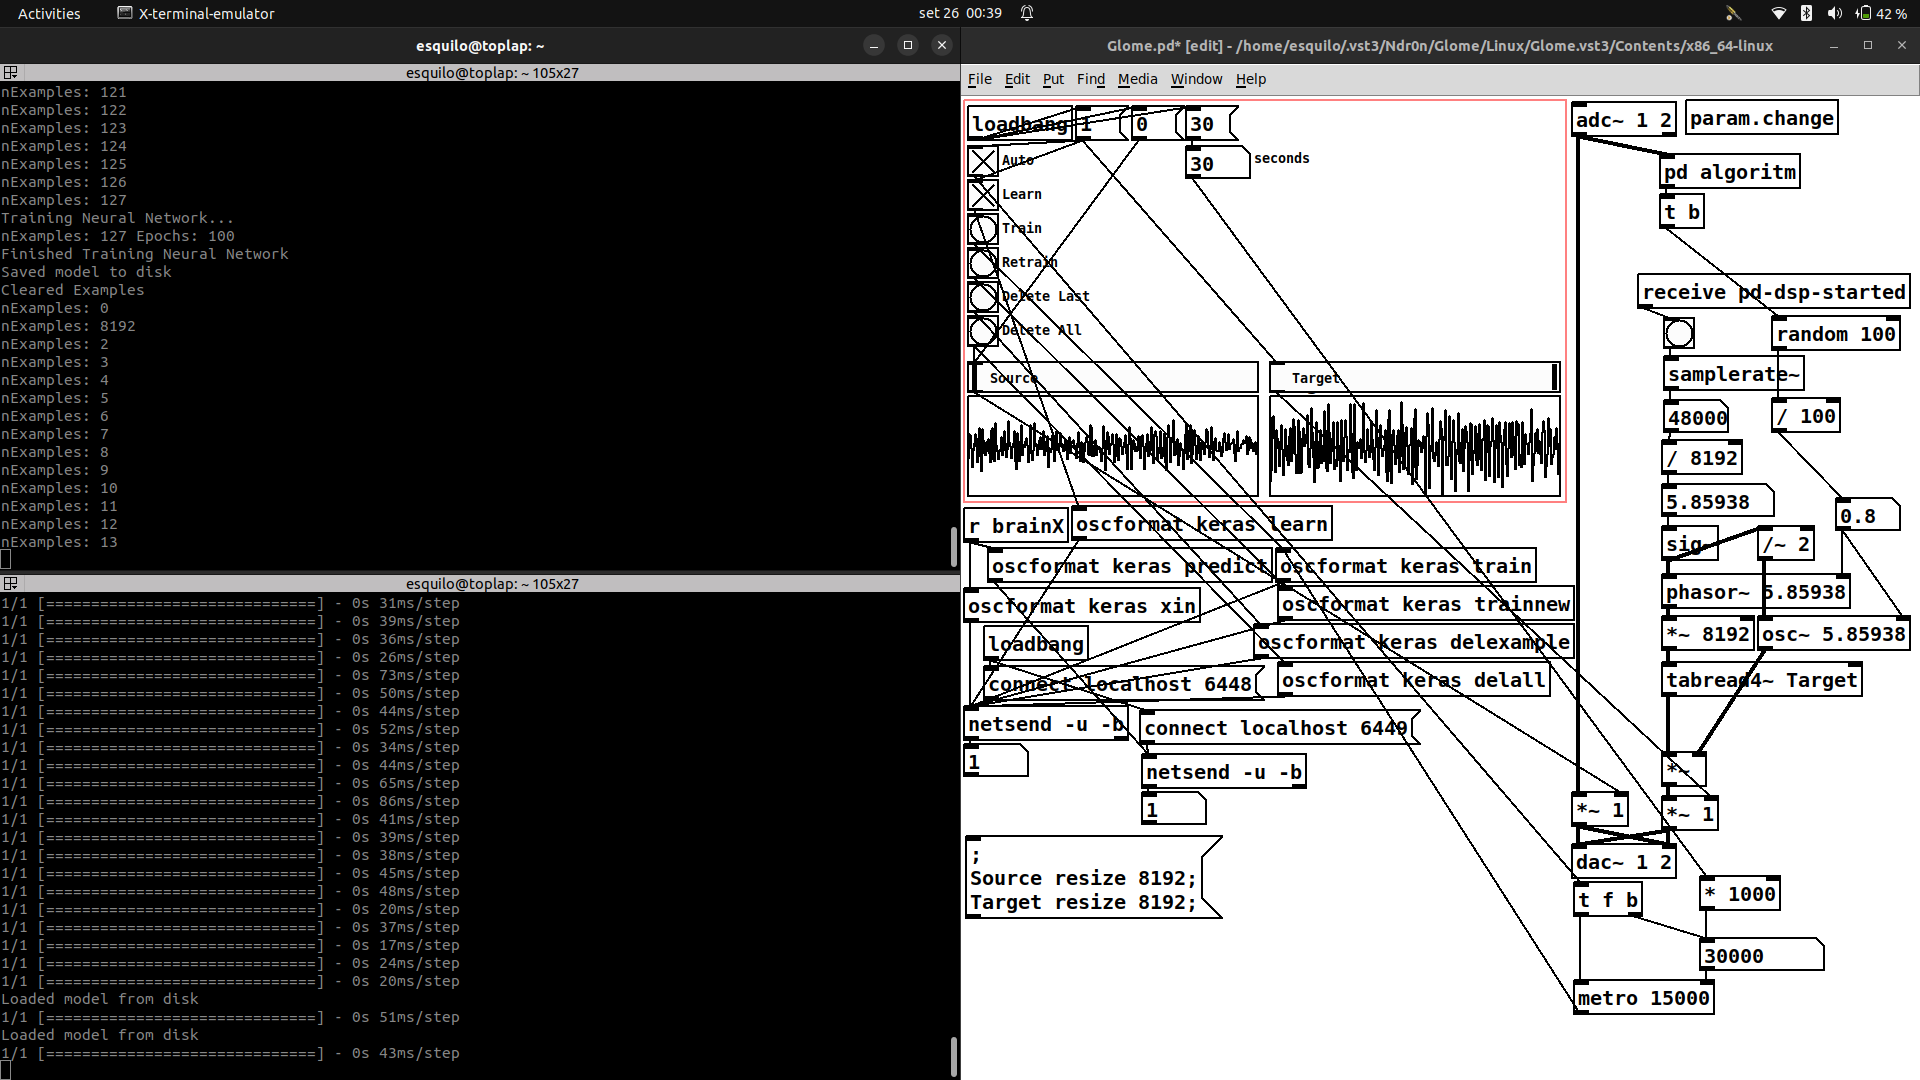 Activities
X-terminal-emulator
set 26 00:39
42 %
esquilo@toplap: ~
esquilo@toplap: ~ 105x27
nExamples: 121
nExamples: 122
nExamples: 123
nExamples: 124
nExamples: 125
nExamples: 126
nExamples: 127
Training Neural Network...
nExamples: 127 Epochs: 100
Finished Training Neural Network
Saved model to disk
Cleared Examples
nExamples: 0
nExamples: 8192
nExamples: 2
nExamples: 3
nExamples: 4
nExamples: 5
nExamples: 6
nExamples: 7
nExamples: 8
nExamples: 9
nExamples: 10
nExamples: 11
nExamples: 12
nExamples: 13
esquilo@toplap: ~ 105x27
1/1 [==============================] - 0s 31ms/step
1/1 [==============================] - 0s 39ms/step
1/1 [==============================] - 0s 36ms/step
1/1 [==============================] - 0s 26ms/step
1/1 [==============================] - 0s 73ms/step
1/1 [==============================] - 0s 50ms/step
1/1 [==============================] - 0s 44ms/step
1/1 [==============================] - 0s 52ms/step
1/1 [==============================] - 0s 34ms/step
1/1 [==============================] - 0s 44ms/step
1/1 [==============================] - 0s 65ms/step
1/1 [==============================] - 0s 86ms/step
1/1 [==============================] - 0s 41ms/step
1/1 [==============================] - 0s 39ms/step
1/1 [==============================] - 0s 38ms/step
1/1 [==============================] - 0s 45ms/step
1/1 [==============================] - 0s 48ms/step
1/1 [==============================] - 0s 20ms/step
1/1 [==============================] - 0s 37ms/step
1/1 [==============================] - 0s 17ms/step
1/1 [==============================] - 0s 24ms/step
1/1 [==============================] - 0s 20ms/step
Loaded model from disk
1/1 [==============================] - 0s 51ms/step
Loaded model from disk
1/1 [==============================] - 0s 43ms/step
Glome.pd* [edit] - /home/esquilo/.vst3/Ndr0n/Glome/Linux/Glome.vst3/Contents/x86_64-linux
File Edit Put Find Media Window Help
loadbang
1
0
30
30
seconds
Auto
Learn
Train
Retrain
Delete Last
Delete All
Source
Target
r brainX
oscformat keras learn
oscformat keras predict
oscformat keras train
oscformat keras xin
oscformat keras trainnew
loadbang
oscformat keras delexample
connect localhost 6448
oscformat keras delall
netsend -u -b
connect localhost 6449
1
netsend -u -b
1
;
Source resize 8192;
Target resize 8192;
adc~ 1 2
param.change
pd algoritm
t b
receive pd-dsp-started
random 100
samplerate~
48000
/ 100
/ 8192
5.85938
0.8
sig~
/~ 2
phasor~ 5.85938
*~ 8192
osc~ 5.85938
tabread4~ Target
*~
*~ 1
*~ 1
dac~ 1 2
t f b
* 1000
30000
metro 15000